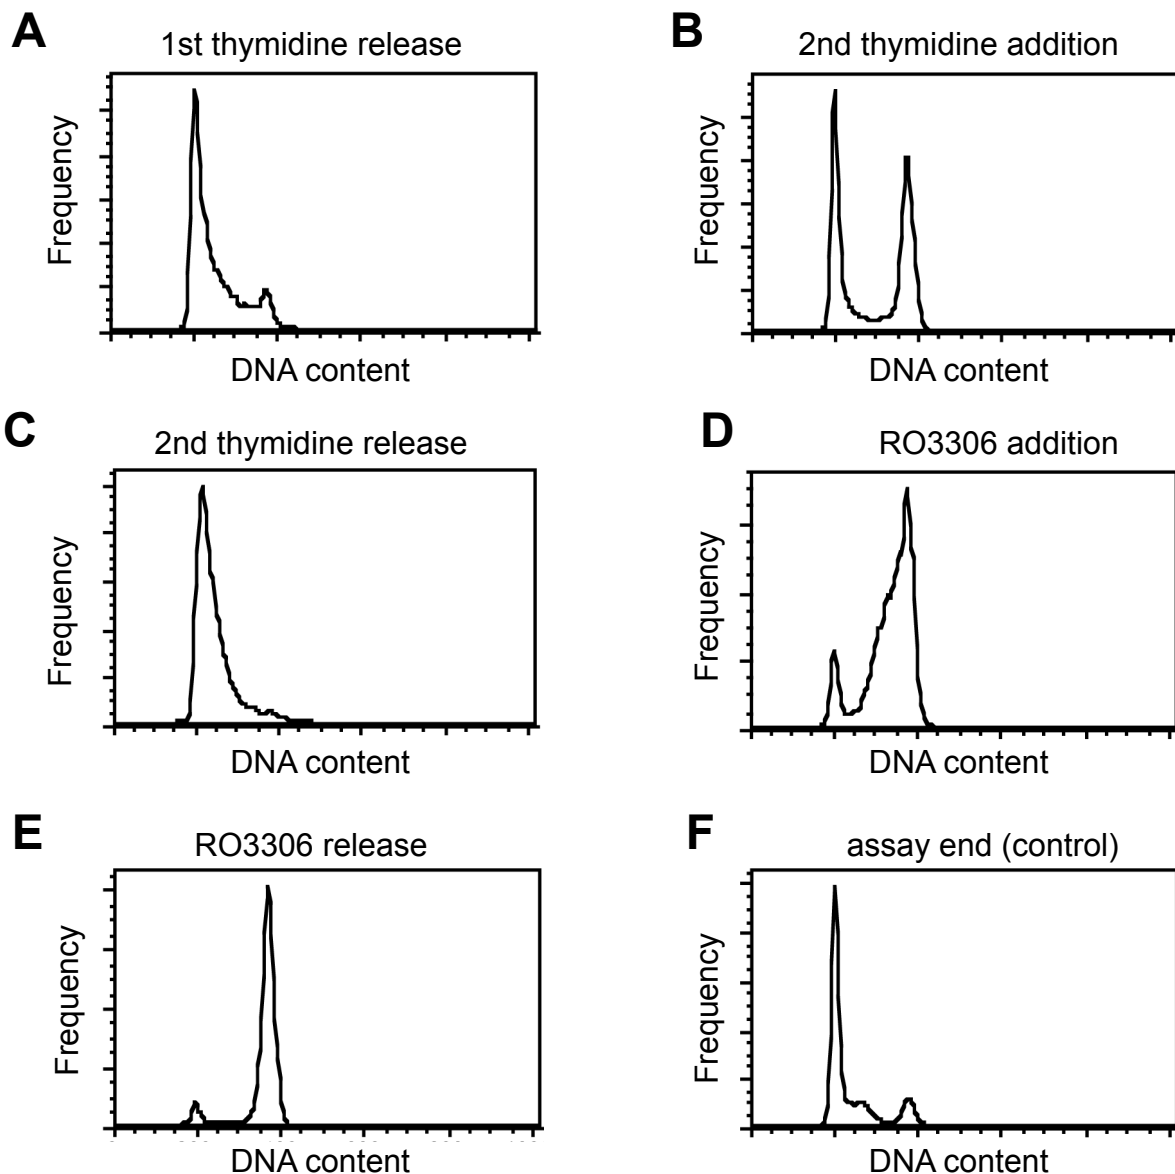 A
1st thymidine release
Frequency
DNA content
B
2nd thymidine addition
Frequency
DNA content
C
2nd thymidine release
Frequency
DNA content
D
RO3306 addition
Frequency
DNA content
E
RO3306 release
Frequency
DNA content
F
assay end (control)
Frequency
DNA content